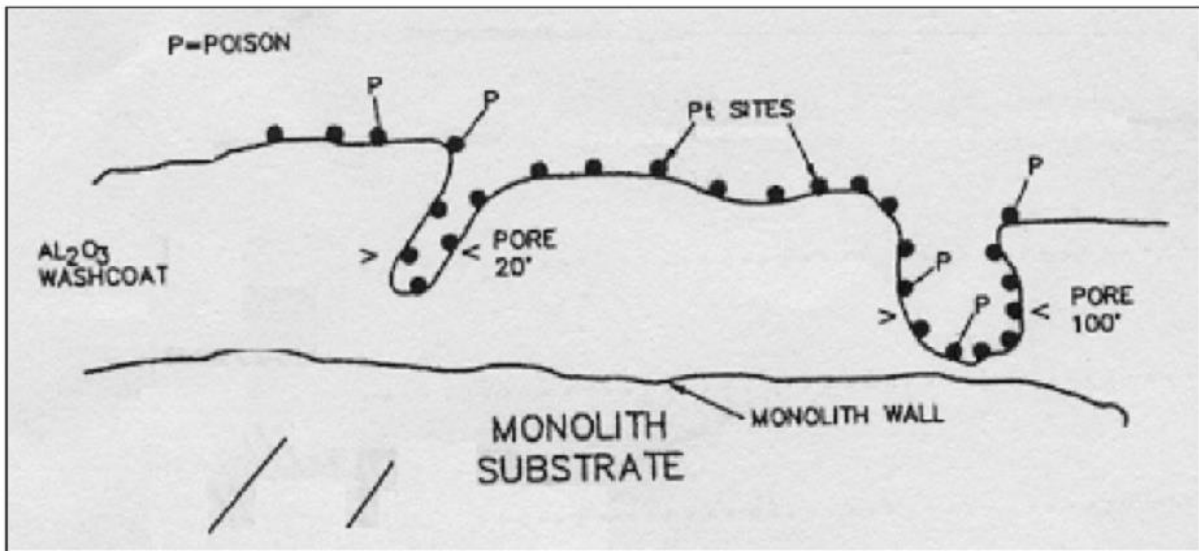 P=POISON
P
P
Pt SITES
P
AL₂O₃
WASHCOAT
> < PORE
20°
P
P
> < PORE
100°
MONOLITH WALL
MONOLITH
SUBSTRATE